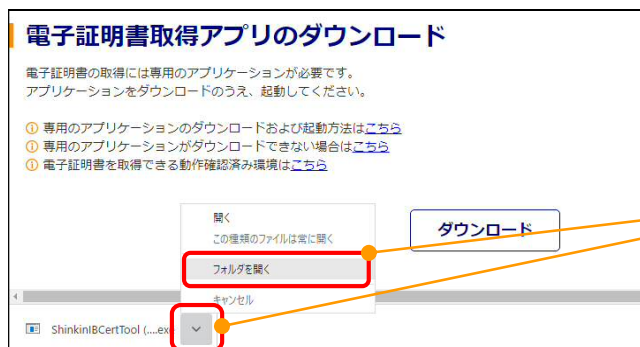 電子証明書取得アプリのダウンロード
電子証明書の取得には専用のアプリケーションが必要です。
アプリケーションをダウンロードのうえ、起動してください。
専用のアプリケーションのダウンロードおよび起動方法はこちら
専用のアプリケーションがダウンロードできない場合はこちら
電子証明書を取得できる動作確認済み環境はこちら
開く
この種類のファイルは常に開く
フォルダを開く
キャンセル
ダウンロード
ShinkinIBCertTool (....exe